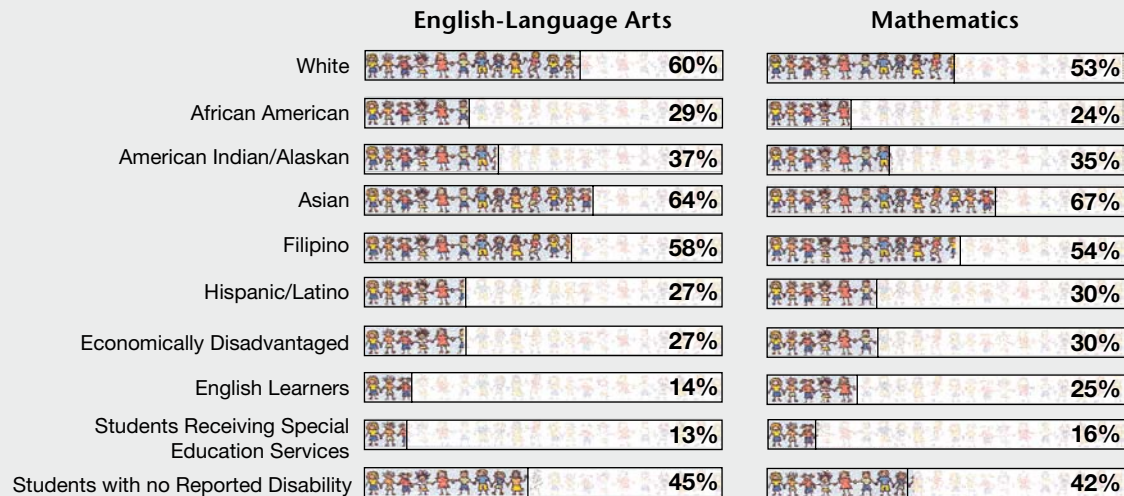 English-Language Arts Mathematics
White 60% 53%
African American 29% 24%
American Indian/Alaskan 37% 35%
Asian 64% 67%
Filipino 58% 54%
Hispanic/Latino 27% 30%
Economically Disadvantaged 27% 30%
English Learners 14% 25%
Students Receiving Special
Education Services 13% 16%
Students with no Reported Disability 45% 42%